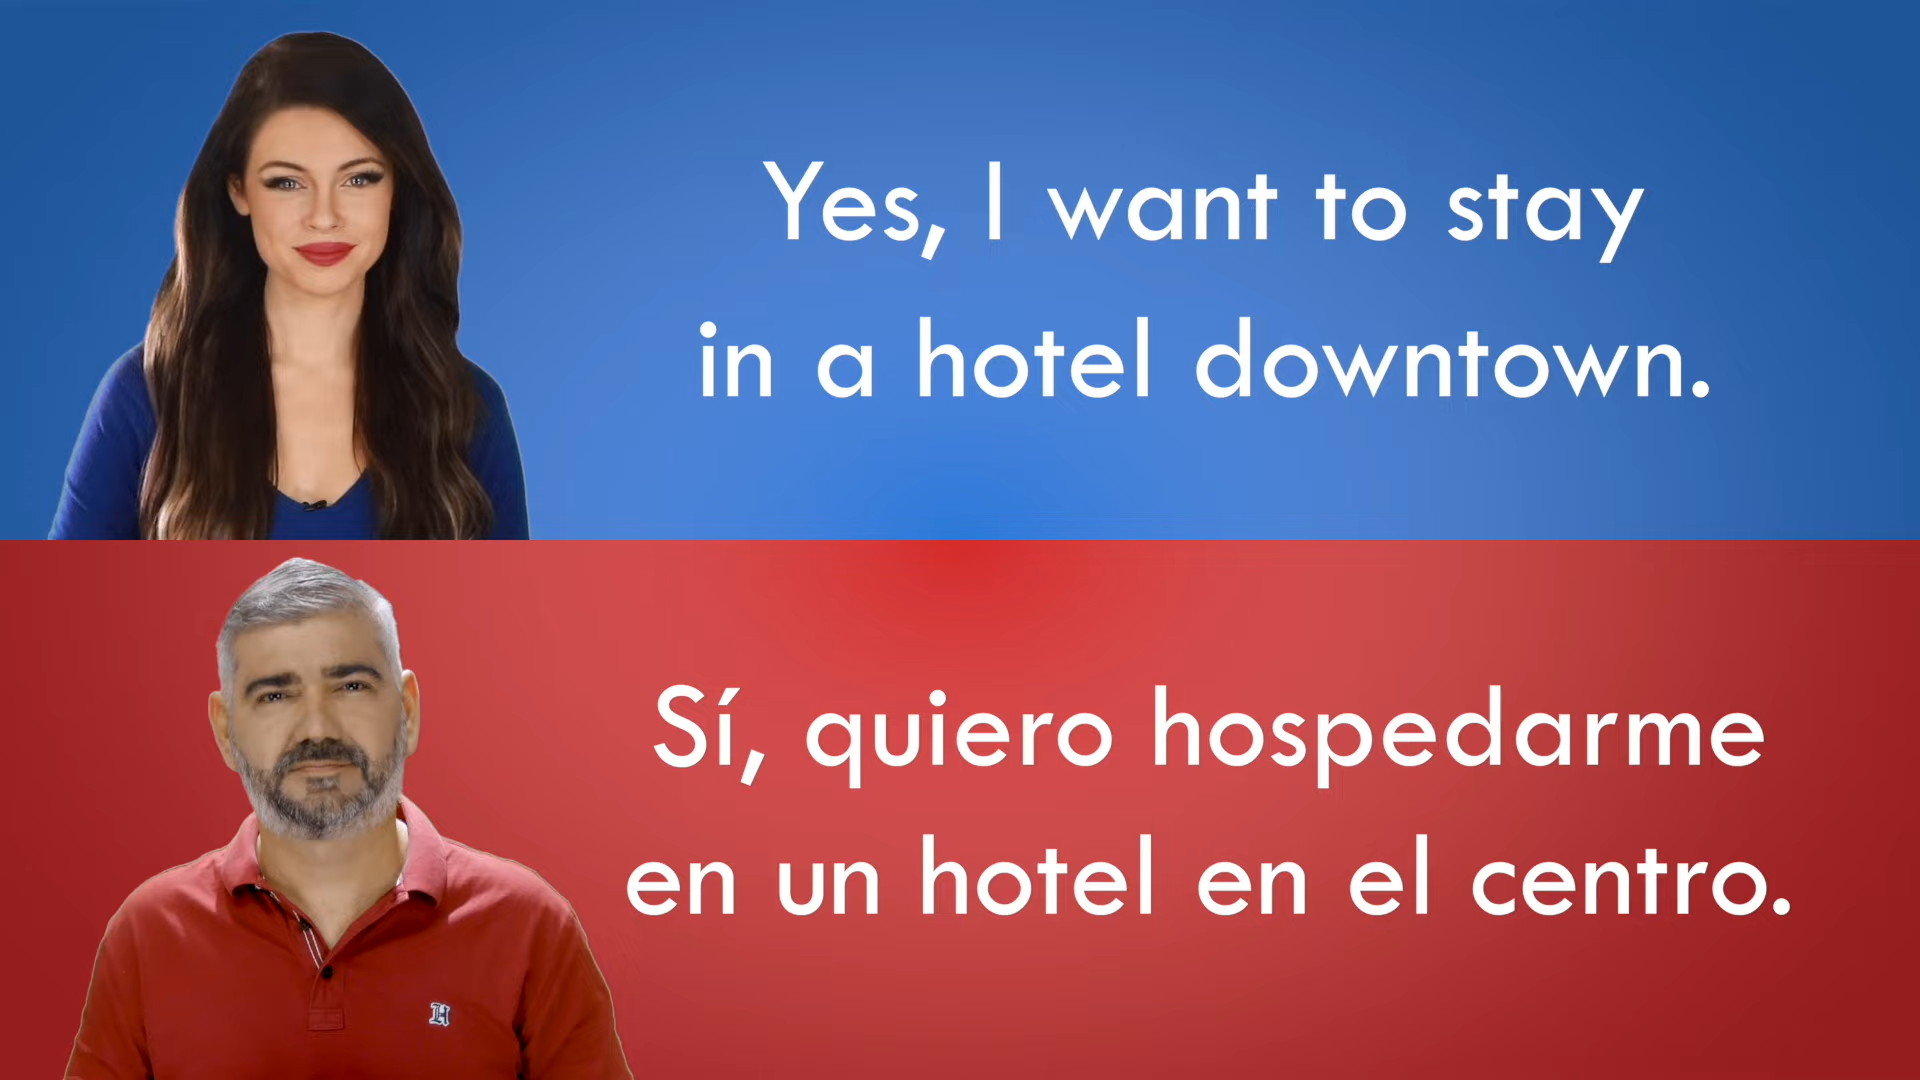 Yes, I want to stay
in a hotel downtown.
Sí, quiero hospedarme
en un hotel en el centro.
H